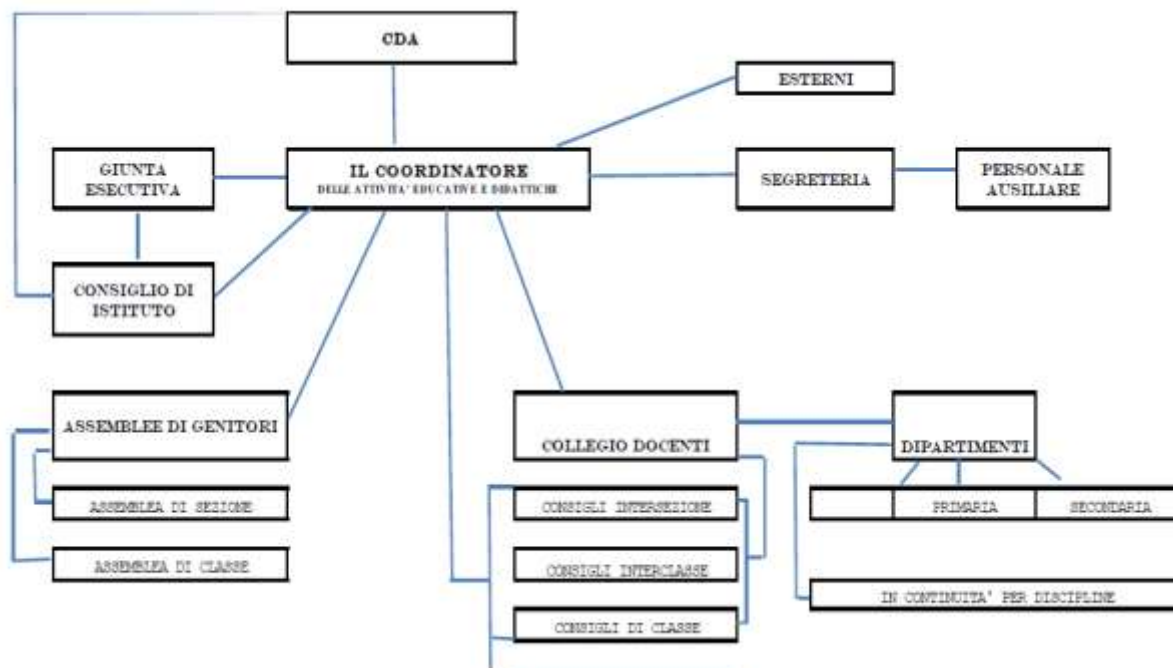 CDA
ESTERNI
GIUNTA
ESECUTIVA
IL COORDINATORE
DELLE ATTIVITA' EDUCATIVE E DIDATTICHE
SEGRETERIA
PERSONALE
AUSILIARE
CONSIGLIO DI
ISTITUTO
ASSEMBLEE DI GENITORI
COLLEGIO DOCENTI
DIPARTIMENTI
ASSEMBLEA DI SEZIONE
CONSIGLI INTERSEZIONE
PRIMARIA
SECONDARIA
ASSEMBLEA DI CLASSE
CONSIGLI INTERCLASSE
IN CONTINUITA' PER DISCIPLINE
CONSIGLI DI CLASSE